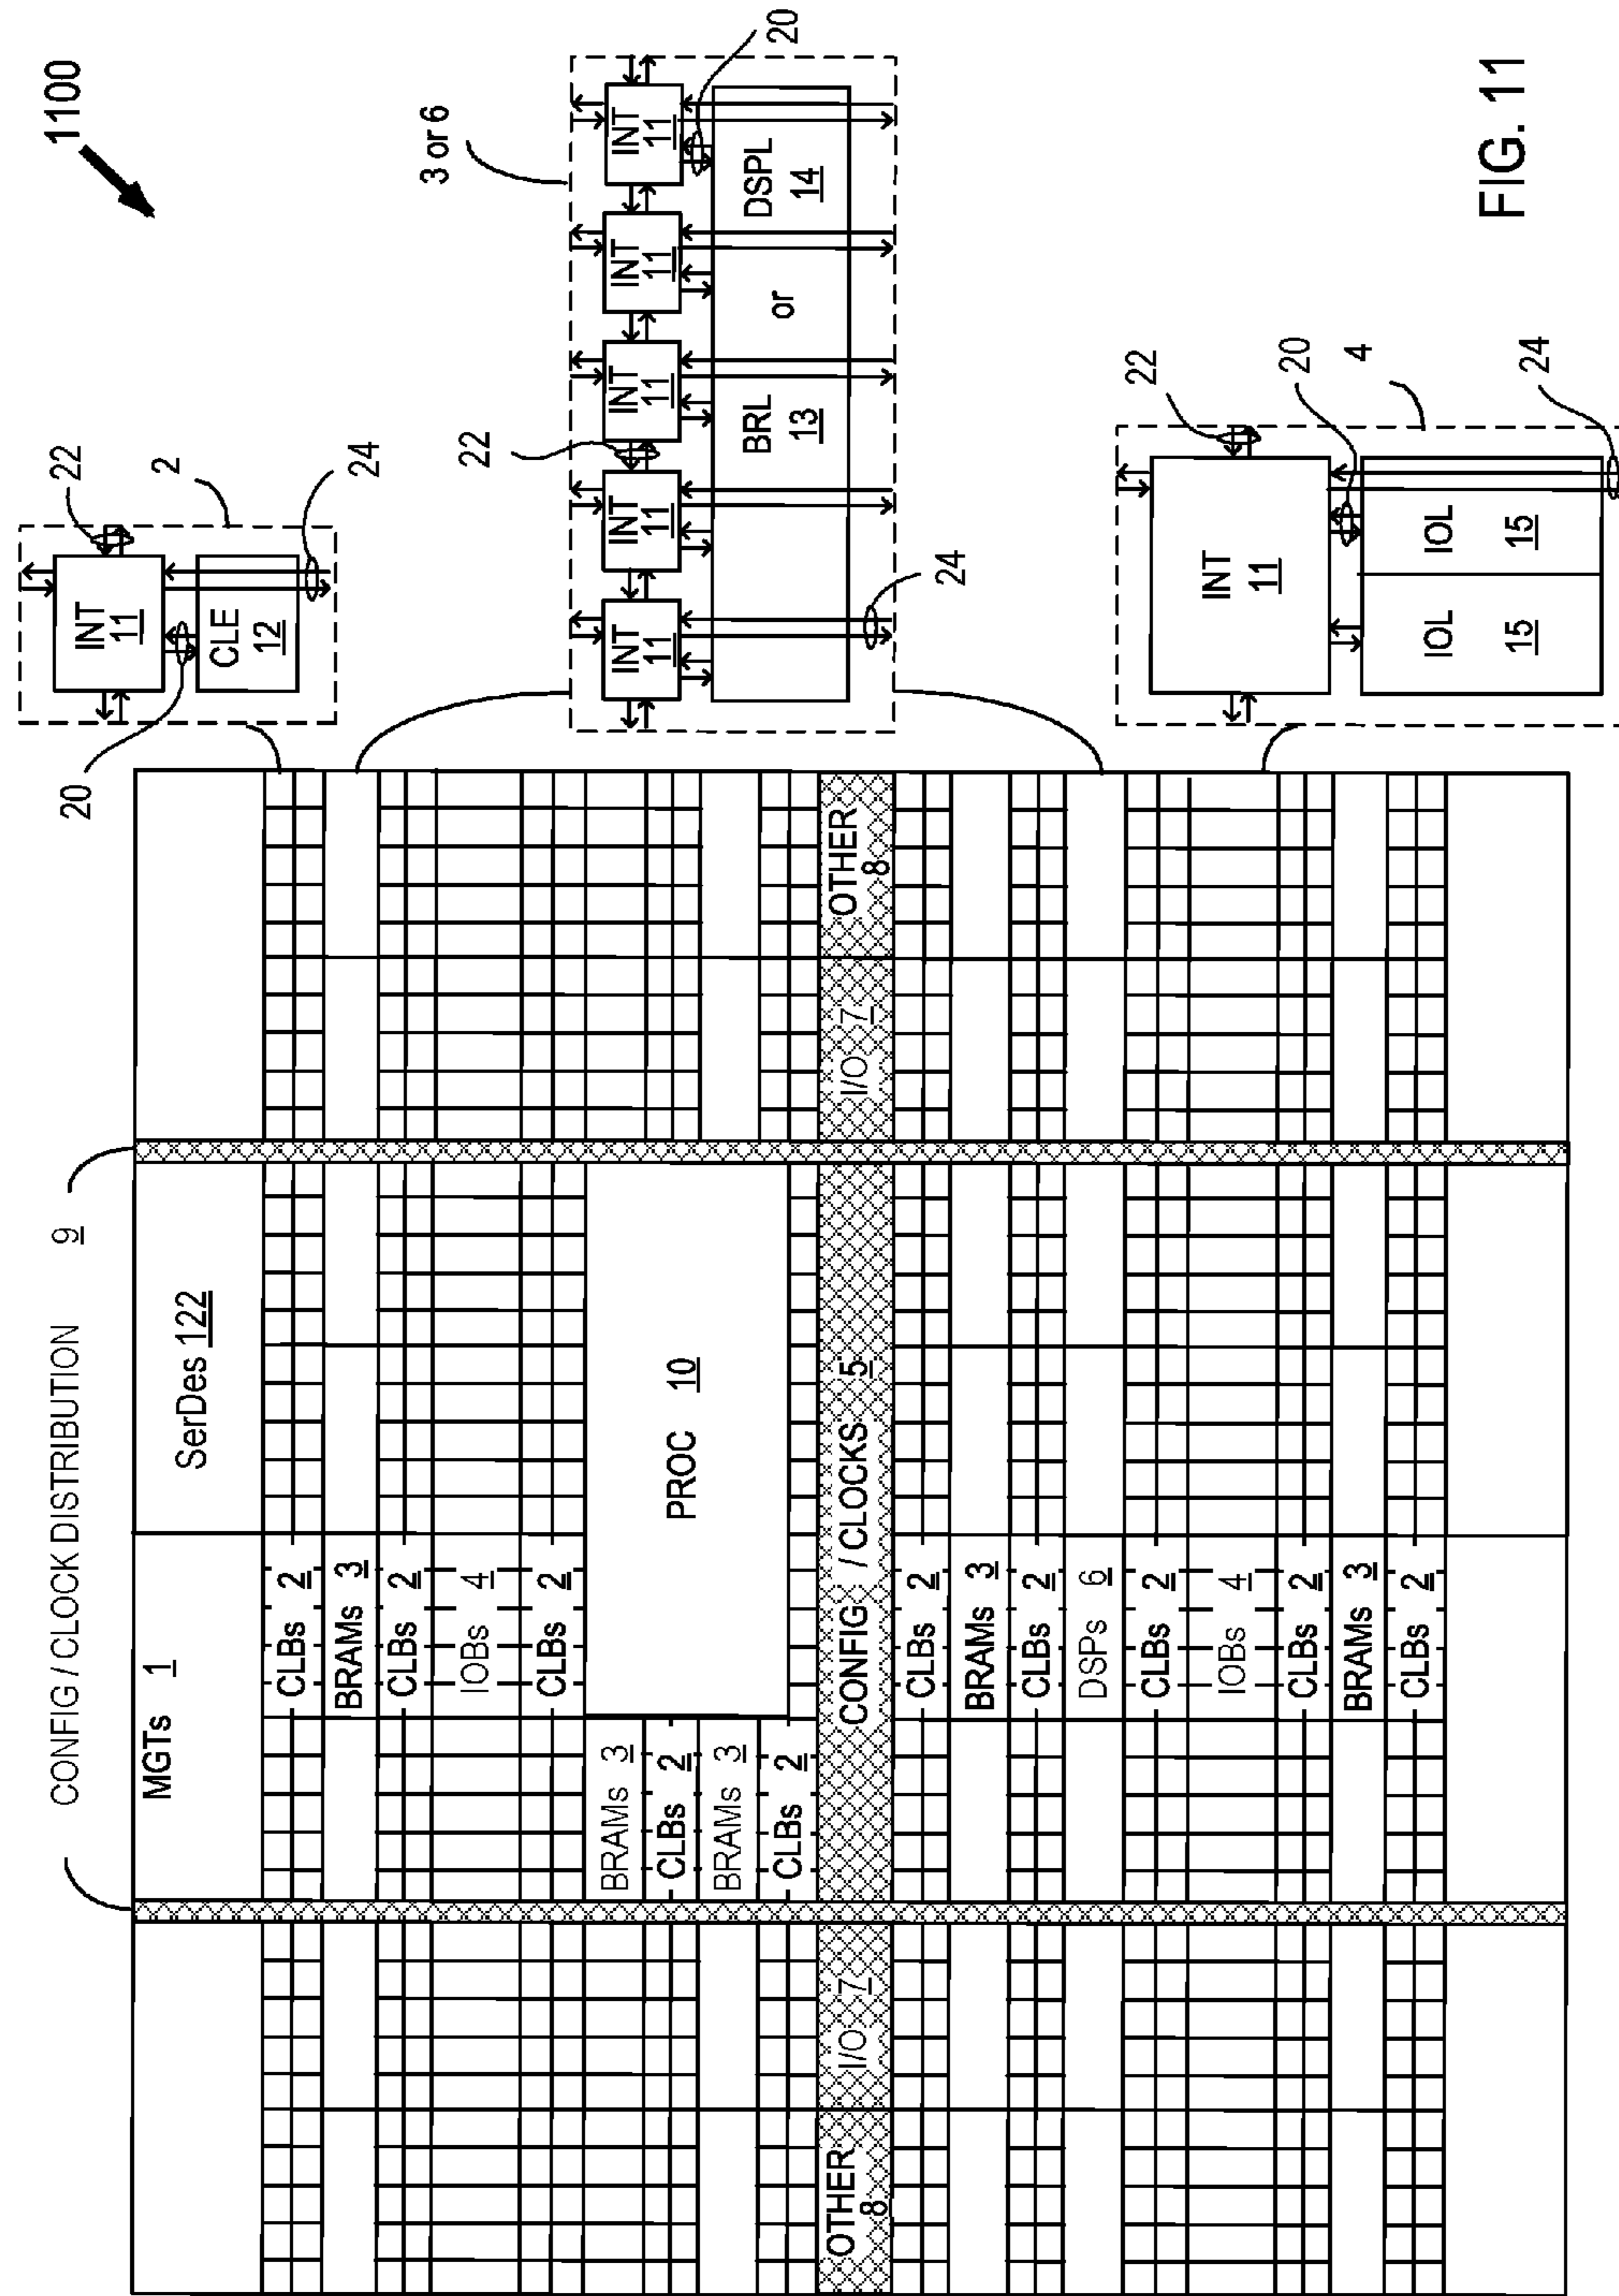 CONFIG / CLOCK DISTRIBUTION 9
MGTs 1
SerDes 122
CLBs 2
BRAMs 3
CLBs 2
IOBs 4
CLBs 2
BRAMs 3
CLBs 2
BRAMs 3
CLBs 2
PROC 10
OTHER
8
I/O 7
CONFIG / CLOCKS 5
I/O 7
OTHER
8
CLBs 2
BRAMs 3
CLBs 2
DSPs 6
CLBs 2
IOBs 4
CLBs 2
BRAMs 3
CLBs 2
1100
20
INT
11
22
CLE
12
2
24
3 or 6
22
INT
11
INT
11
INT
11
INT
11
INT
11
20
BRL
13
or
DSPL
14
24
22
INT
11
20
4
IOL
15
IOL
15
24
FIG. 11